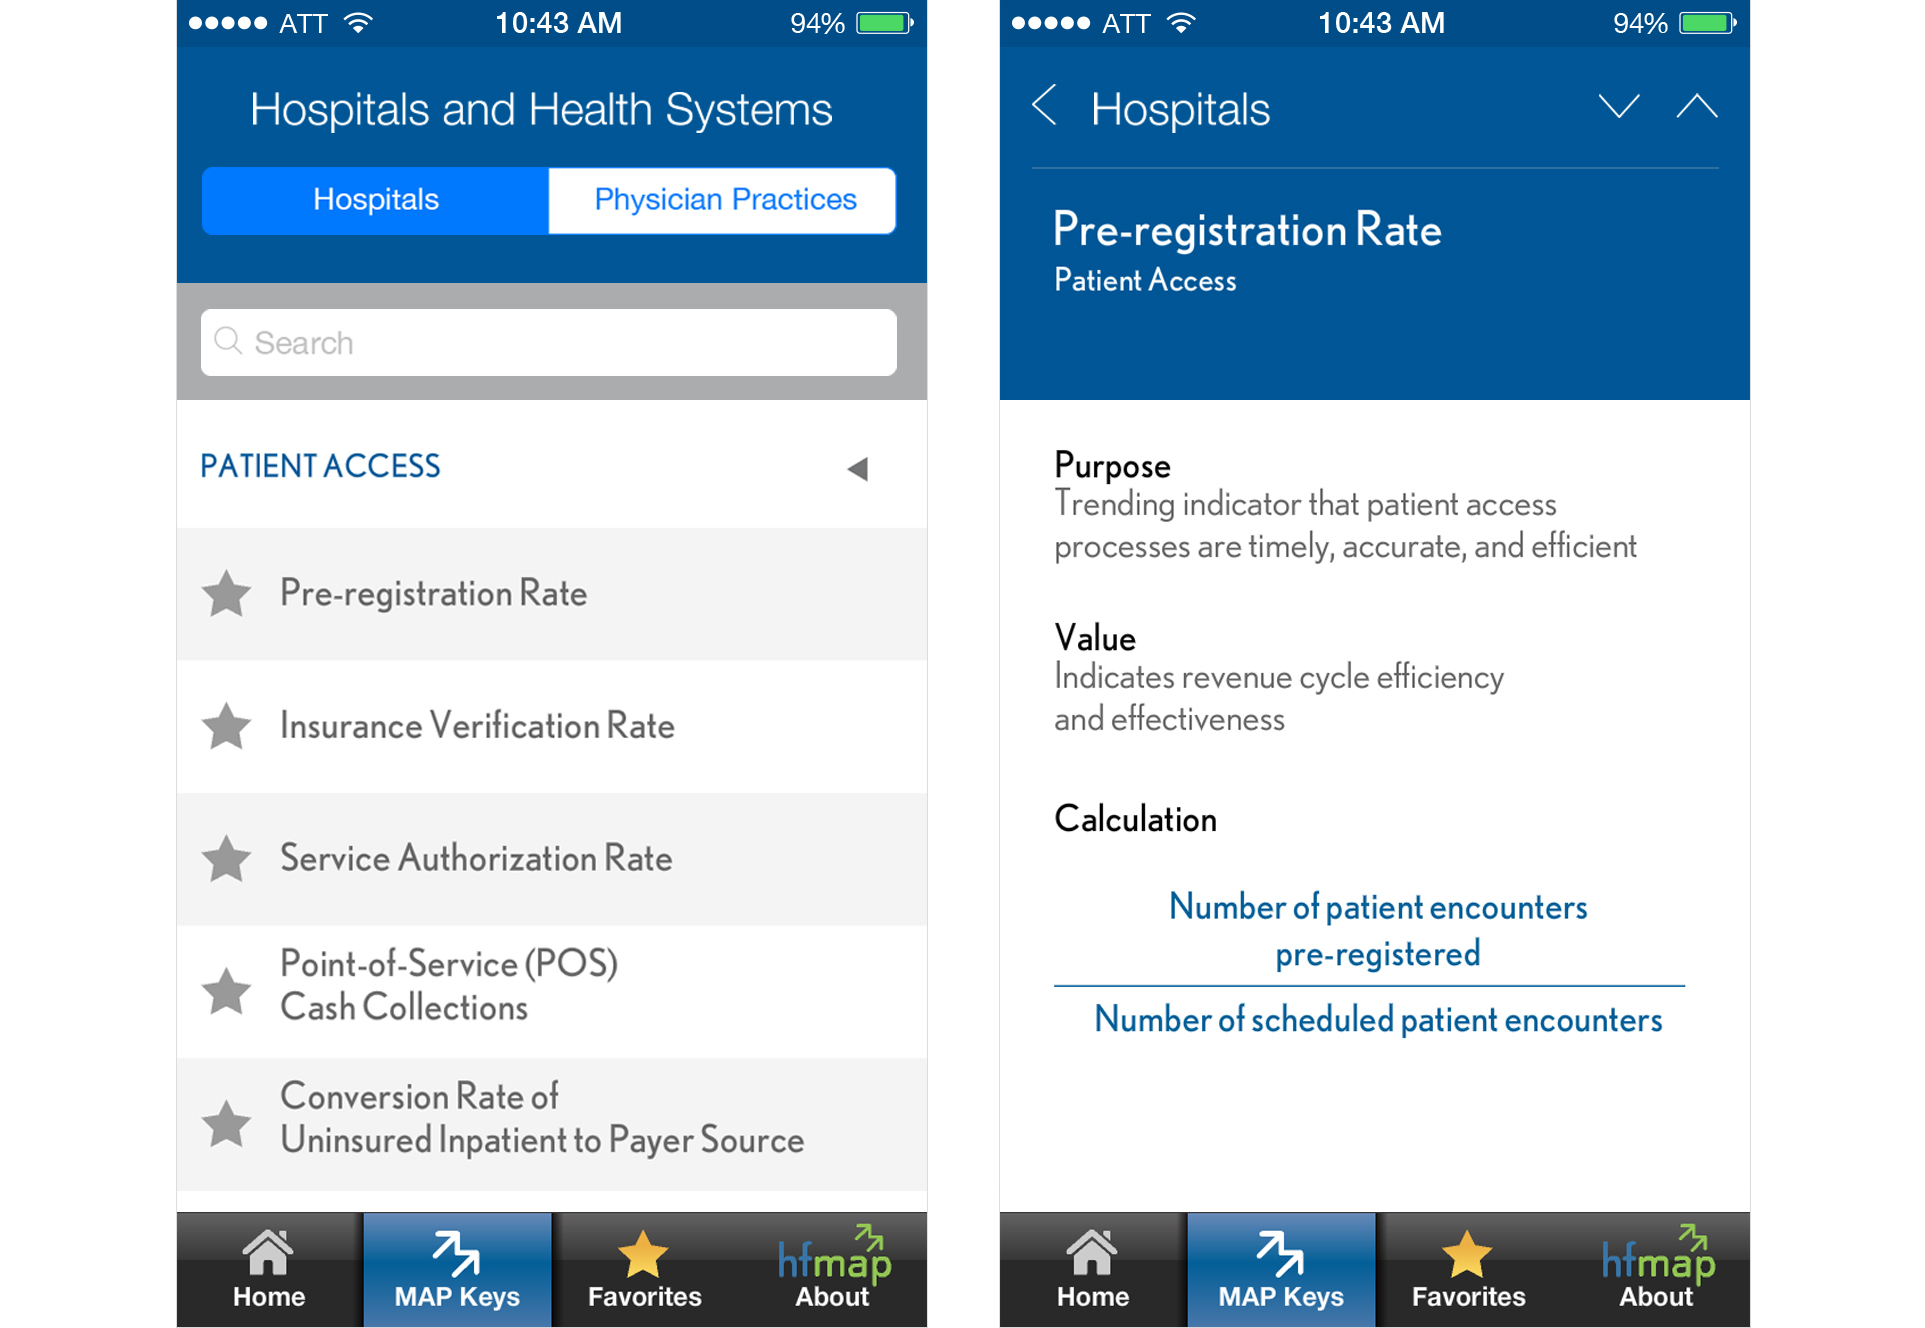 ATT 10:43 AM 94%
Hospitals and Health Systems
Hospitals Physician Practices
Search
PATIENT ACCESS
Pre-registration Rate
Insurance Verification Rate
Service Authorization Rate
Point-of-Service (POS)
Cash Collections
Conversion Rate of
Uninsured Inpatient to Payer Source
hfmap
Home MAP Keys Favorites About
ATT 10:43 AM 94%
Hospitals
Pre-registration Rate
Patient Access
Purpose
Trending indicator that patient access
processes are timely, accurate, and efficient
Value
Indicates revenue cycle efficiency
and effectiveness
Calculation
Number of patient encounters
pre-registered
Number of scheduled patient encounters
hfmap
Home MAP Keys Favorites About